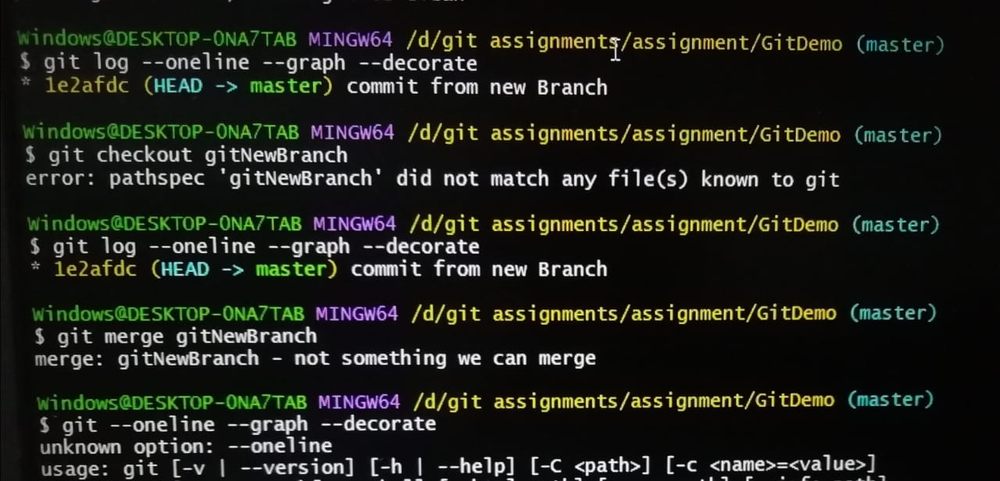 Windows@DESKTOP-0NA7TAB MINGW64 /d/git assignments/assignment/GitDemo (master)
$ git log --oneline --graph --decorate
* 1e2afdc (HEAD -> master) commit from new Branch
Windows@DESKTOP-0NA7TAB MINGW64 /d/git assignments/assignment/GitDemo (master)
$ git checkout gitNewBranch
error: pathspec 'gitNewBranch' did not match any file(s) known to git
Windows@DESKTOP-0NA7TAB MINGW64 /d/git assignments/assignment/GitDemo (master)
$ git log --oneline --graph --decorate
* 1e2afdc (HEAD -> master) commit from new Branch
Windows@DESKTOP-0NA7TAB MINGW64 /d/git assignments/assignment/GitDemo (master)
$ git merge gitNewBranch
merge: gitNewBranch - not something we can merge
Windows@DESKTOP-0NA7TAB MINGW64 /d/git assignments/assignment/GitDemo (master)
$ git --oneline --graph --decorate
unknown option: --oneline
usage: git [-v | --version] [-h | --help] [-C <path>] [-c <name>=<value>]